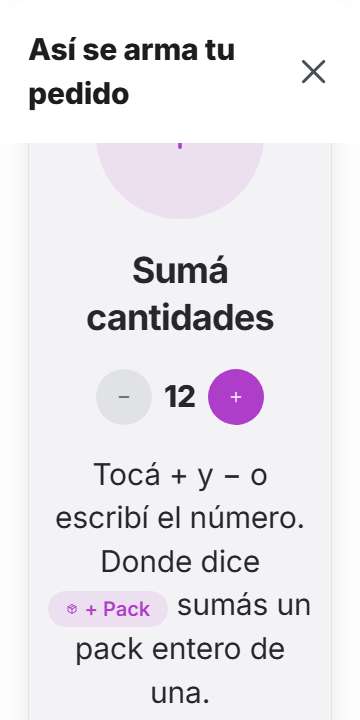 Así se arma tu
pedido
Sumá
cantidades
− 12 +
Tocá + y − o
escribí el número.
Donde dice
+ Pack sumás un
pack entero de
una.